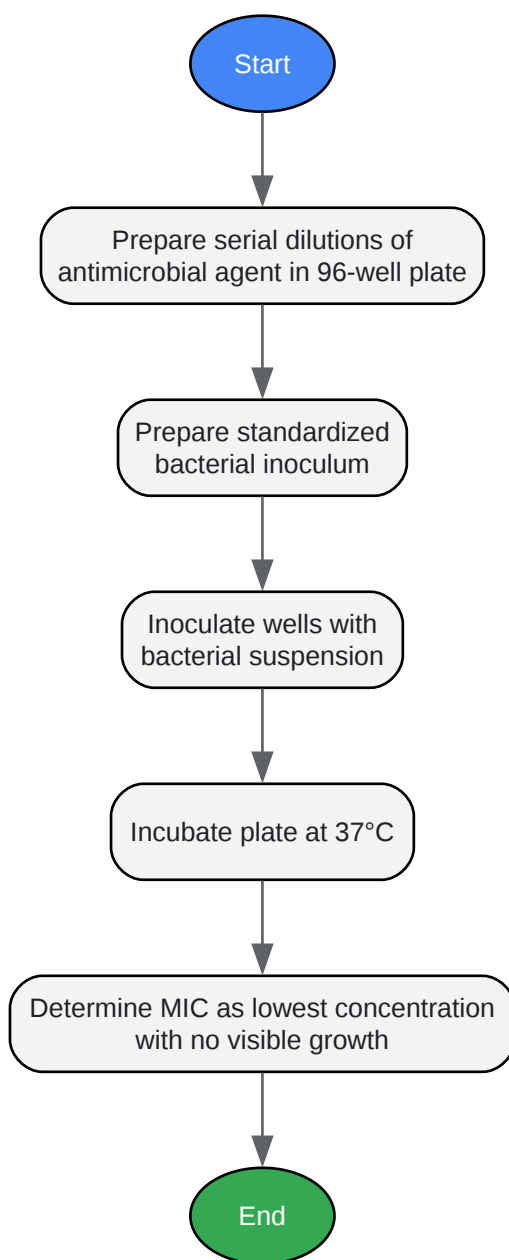 Start
Prepare serial dilutions of
antimicrobial agent in 96-well plate
Prepare standardized
bacterial inoculum
Inoculate wells with
bacterial suspension
Incubate plate at 37°C
Determine MIC as lowest concentration
with no visible growth
End